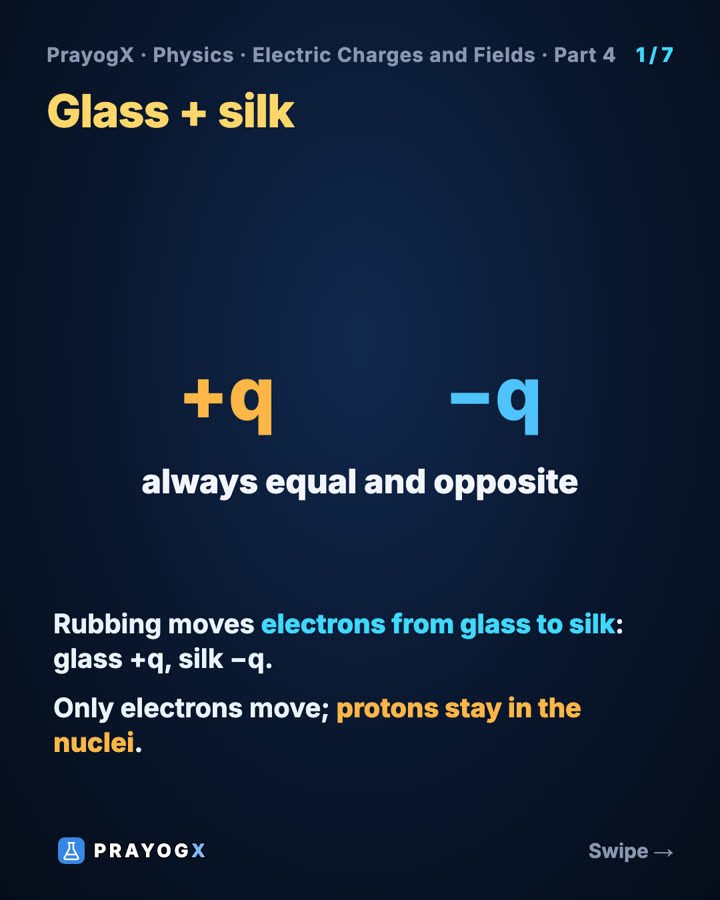 PrayogX · Physics · Electric Charges and Fields · Part 4 1/7
Glass + silk
+q −q
always equal and opposite
Rubbing moves electrons from glass to silk:
glass +q, silk −q.
Only electrons move; protons stay in the
nuclei.
PRAYOGX Swipe →